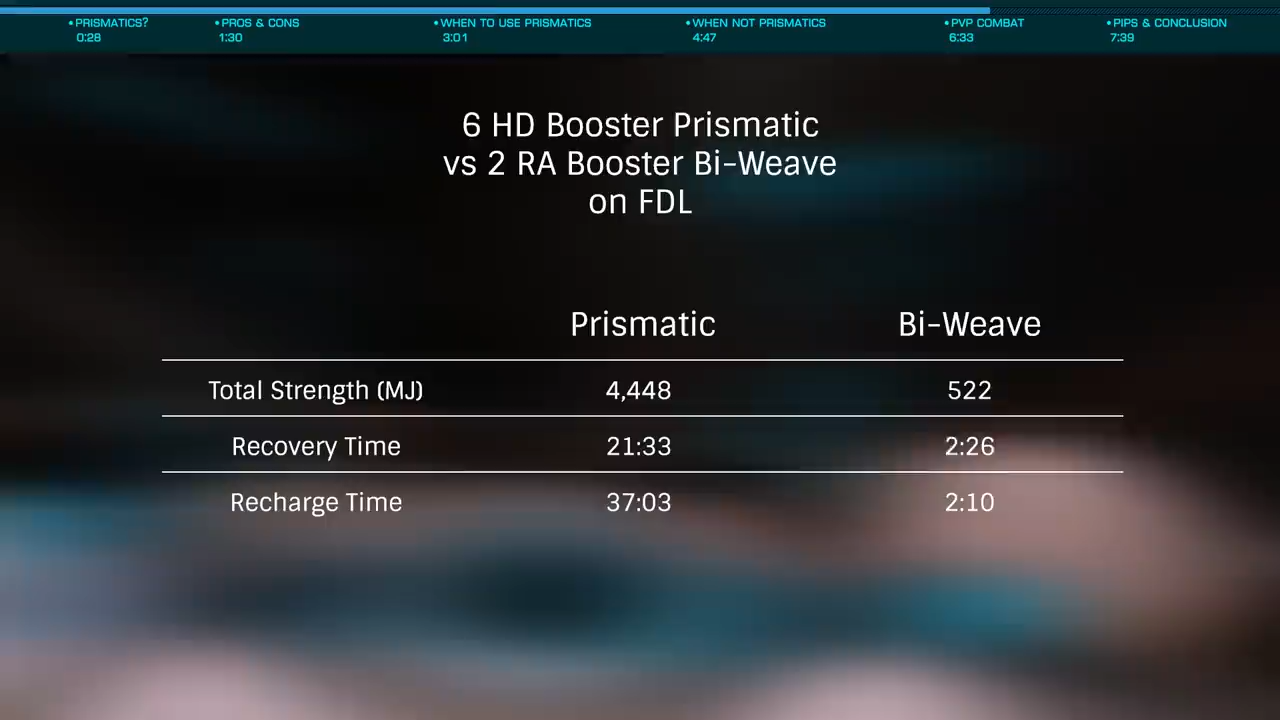 •PRISMATICS? •PROS & CONS •WHEN TO USE PRISMATICS •WHEN NOT PRISMATICS •PVP COMBAT •PIPS & CONCLUSION
0:28 1:30 3:01 4:47 6:33 7:39
6 HD Booster Prismatic
vs 2 RA Booster Bi-Weave
on FDL
Prismatic Bi-Weave
Total Strength (MJ) 4,448 522
Recovery Time 21:33 2:26
Recharge Time 37:03 2:10